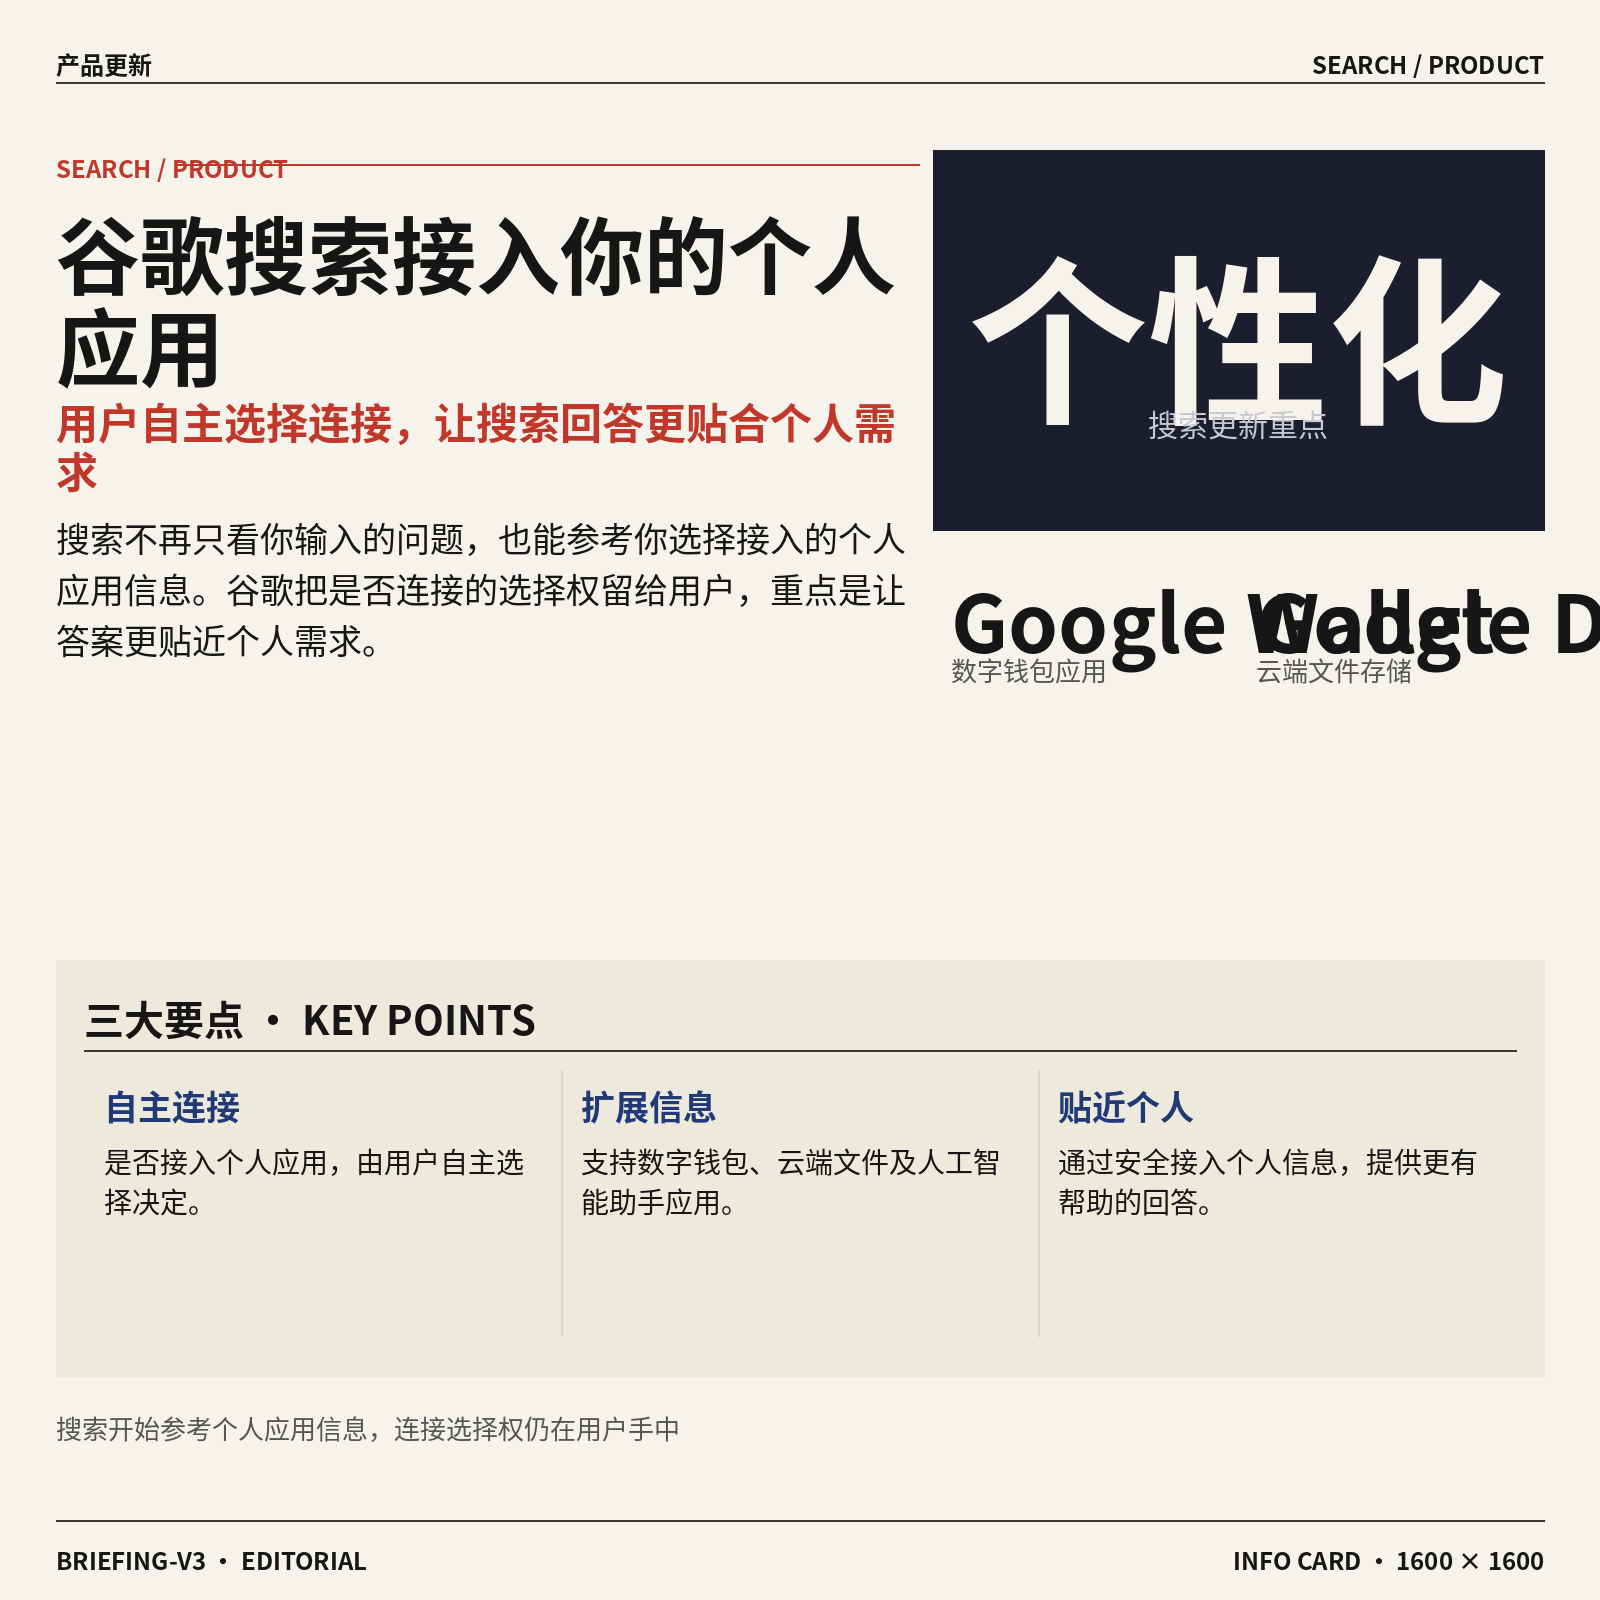 产品更新
SEARCH / PRODUCT
SEARCH / PRODUCT
谷歌搜索接入你的个人
应用
用户自主选择连接，让搜索回答更贴合个人需
求
搜索不再只看你输入的问题，也能参考你选择接入的个人
应用信息。谷歌把是否连接的选择权留给用户，重点是让
答案更贴近个人需求。
个性化
搜索更新重点
Google Wallet
数字钱包应用
Google D
云端文件存储
三大要点 • KEY POINTS
自主连接
是否接入个人应用，由用户自主选
择决定。
扩展信息
支持数字钱包、云端文件及人工智
能助手应用。
贴近个人
通过安全接入个人信息，提供更有
帮助的回答。
搜索开始参考个人应用信息，连接选择权仍在用户手中
BRIEFING-V3 • EDITORIAL
INFO CARD • 1600 × 1600